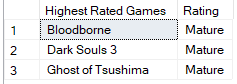 Highest Rated Games Rating
1 Bloodborne Mature
2 Dark Souls 3 Mature
3 Ghost of Tsushima Mature